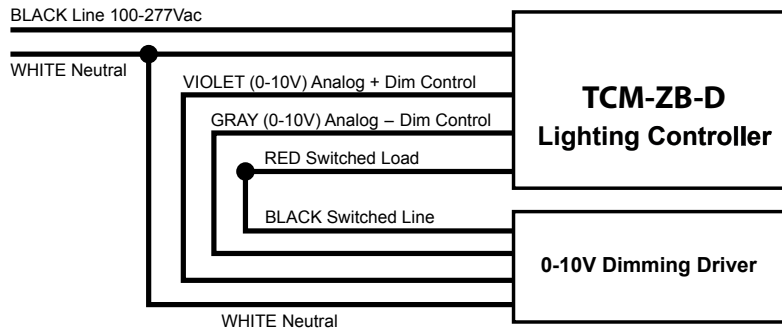 BLACK Line 100-277Vac
WHITE Neutral
VIOLET (0-10V) Analog + Dim Control
GRAY (0-10V) Analog – Dim Control
RED Switched Load
BLACK Switched Line
WHITE Neutral
TCM-ZB-D
Lighting Controller
0-10V Dimming Driver